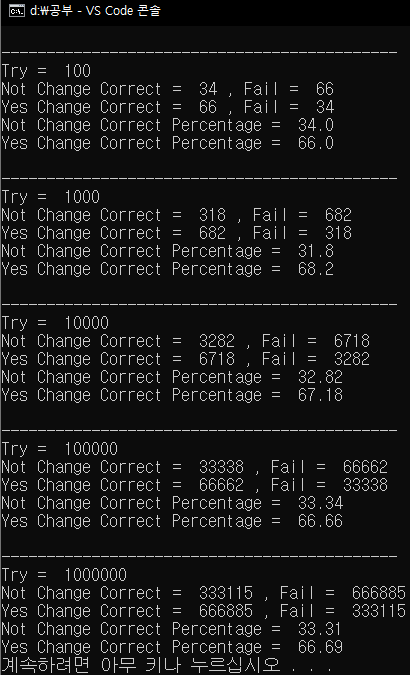 d:\공부 - VS Code 콘솔
--------------------------------------------
Try =  100
Not Change Correct =  34 , Fail =  66
Yes Change Correct =  66 , Fail =  34
Not Change Correct Percentage =  34.0
Yes Change Correct Percentage =  66.0
--------------------------------------------
Try =  1000
Not Change Correct =  318 , Fail =  682
Yes Change Correct =  682 , Fail =  318
Not Change Correct Percentage =  31.8
Yes Change Correct Percentage =  68.2
--------------------------------------------
Try =  10000
Not Change Correct =  3282 , Fail =  6718
Yes Change Correct =  6718 , Fail =  3282
Not Change Correct Percentage =  32.82
Yes Change Correct Percentage =  67.18
--------------------------------------------
Try =  100000
Not Change Correct =  33338 , Fail =  66662
Yes Change Correct =  66662 , Fail =  33338
Not Change Correct Percentage =  33.34
Yes Change Correct Percentage =  66.66
--------------------------------------------
Try =  1000000
Not Change Correct =  333115 , Fail =  666885
Yes Change Correct =  666885 , Fail =  333115
Not Change Correct Percentage =  33.31
Yes Change Correct Percentage =  66.69
계속하려면 아무 키나 누르십시오 . . .